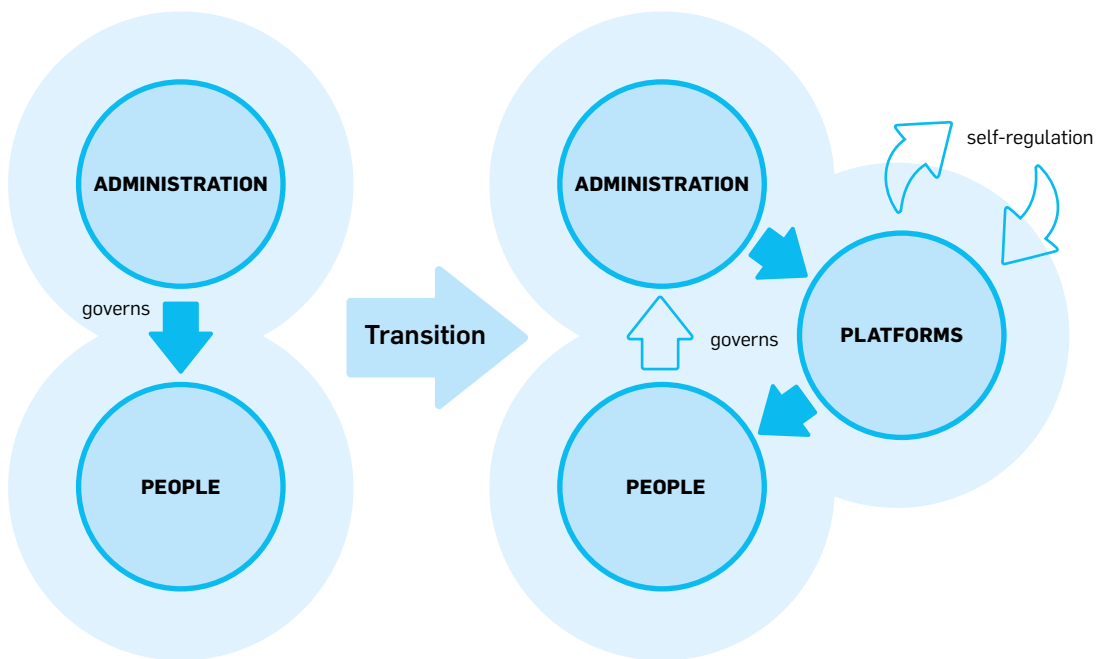 ADMINISTRATION
governs
PEOPLE
Transition
ADMINISTRATION
self-regulation
PLATFORMS
governs
PEOPLE